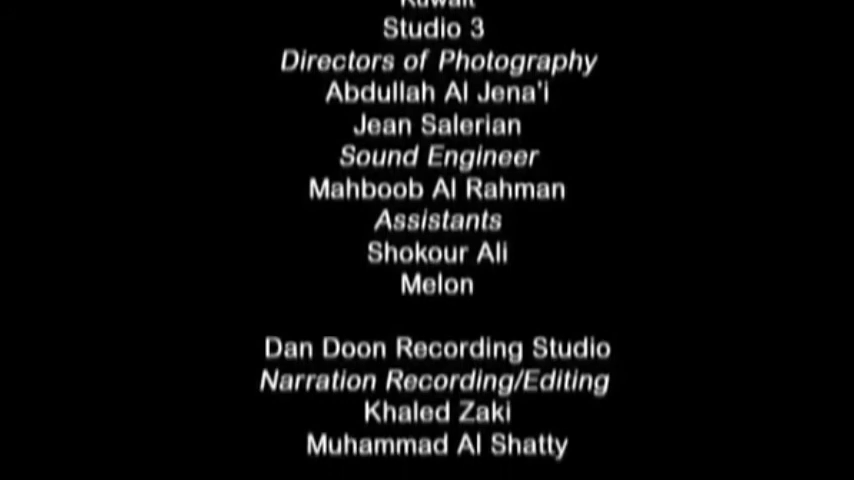 Kuwait
Studio 3
Directors of Photography
Abdullah Al Jena'i
Jean Salerian
Sound Engineer
Mahboob Al Rahman
Assistants
Shokour Ali
Melon
Dan Doon Recording Studio
Narration Recording/Editing
Khaled Zaki
Muhammad Al Shatty